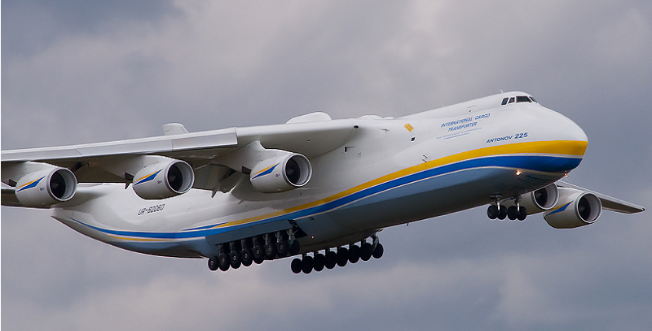 INTERNATIONAL CARGO
TRANSPORTER
ANTONOV 225
UR-82060